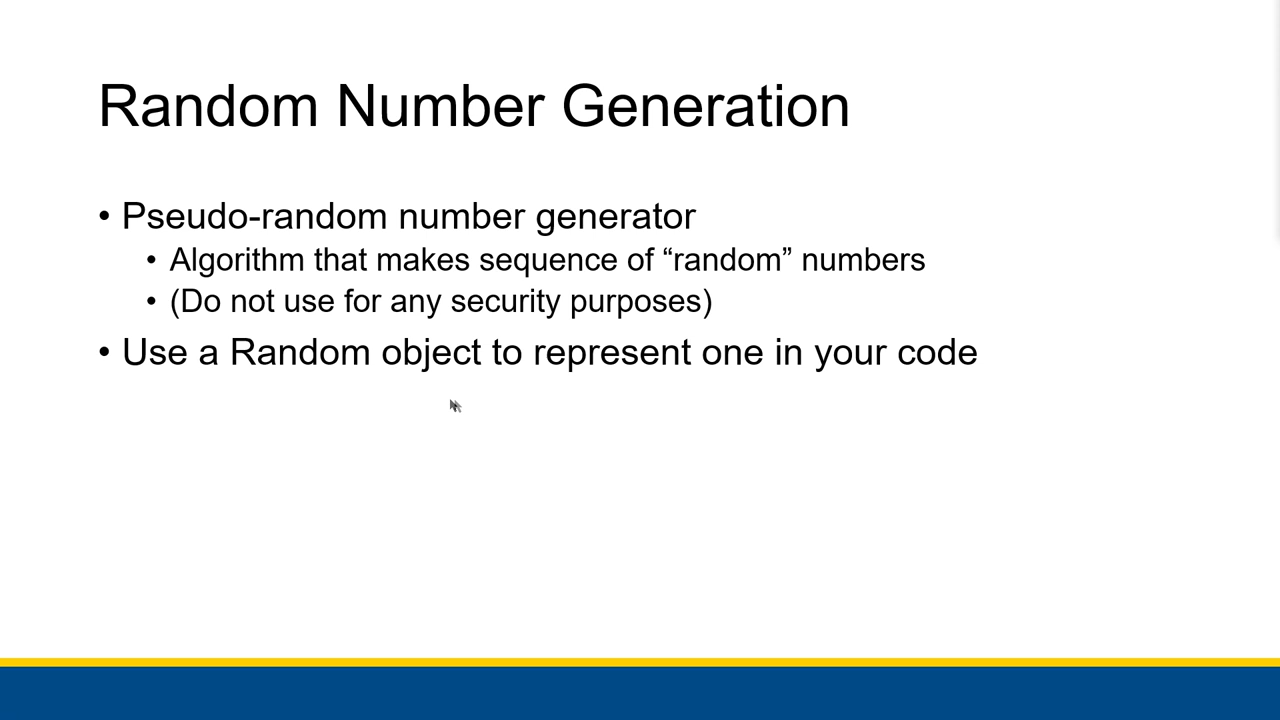 Random Number Generation
• Pseudo-random number generator
• Algorithm that makes sequence of “random” numbers
• (Do not use for any security purposes)
• Use a Random object to represent one in your code